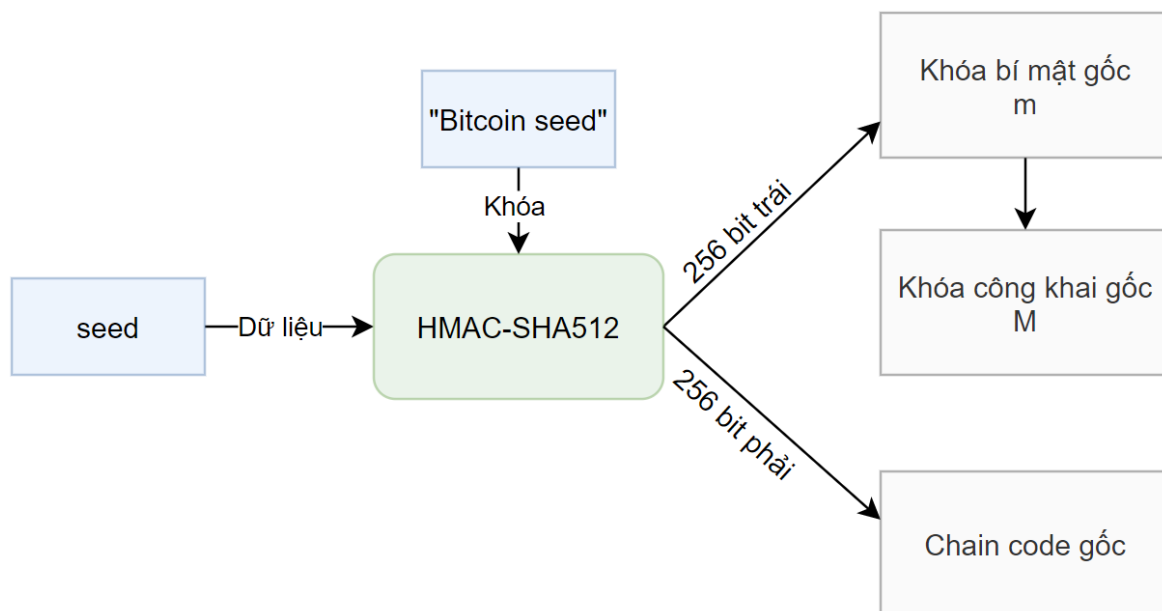 "Bitcoin seed"
Khóa
seed
Dữ liệu
HMAC-SHA512
256 bit trái
256 bit phải
Khóa bí mật gốc
m
Khóa công khai gốc
M
Chain code gốc